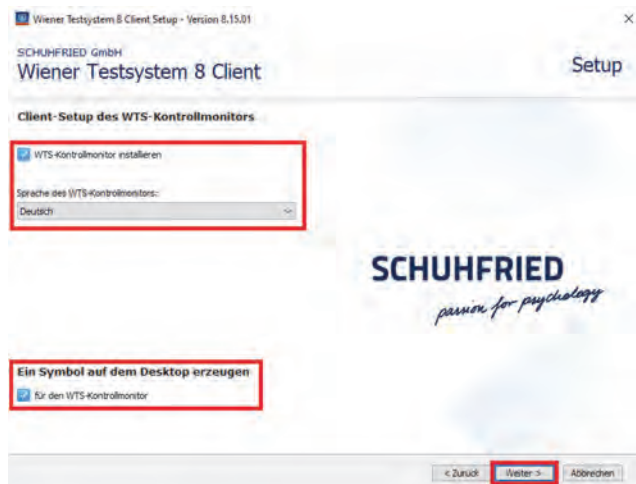 Wiener Testsystem 8 Client Setup - Version 8.15.01
SCHUHFRIED GmbH
Wiener Testsystem 8 Client
Setup
Client-Setup des WTS-Kontrollmonitors
WTS-Kontrollmonitor installieren
Sprache des WTS-Kontrollmonitors:
Deutsch
SCHUHFRIED
passion for psychology
Ein Symbol auf dem Desktop erzeugen
für den WTS-Kontrollmonitor
< Zurück
Weiter >
Abbrechen